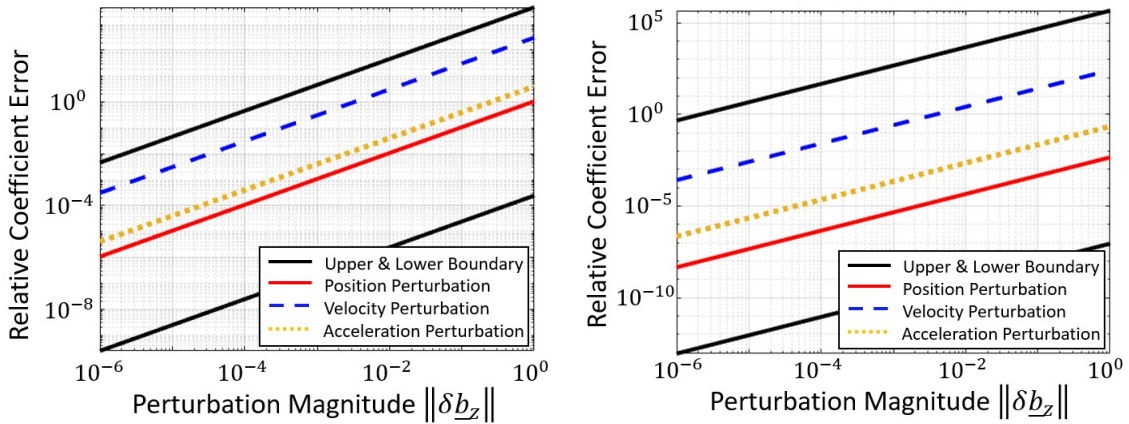 Relative Coefficient Error
10^0
10^-4
10^-8
Upper & Lower Boundary
Position Perturbation
Velocity Perturbation
Acceleration Perturbation
10^-6
10^-4
10^-2
10^0
Perturbation Magnitude ‖δb_z‖
Relative Coefficient Error
10^5
10^0
10^-5
10^-10
Upper & Lower Boundary
Position Perturbation
Velocity Perturbation
Acceleration Perturbation
10^-6
10^-4
10^-2
10^0
Perturbation Magnitude ‖δb_z‖